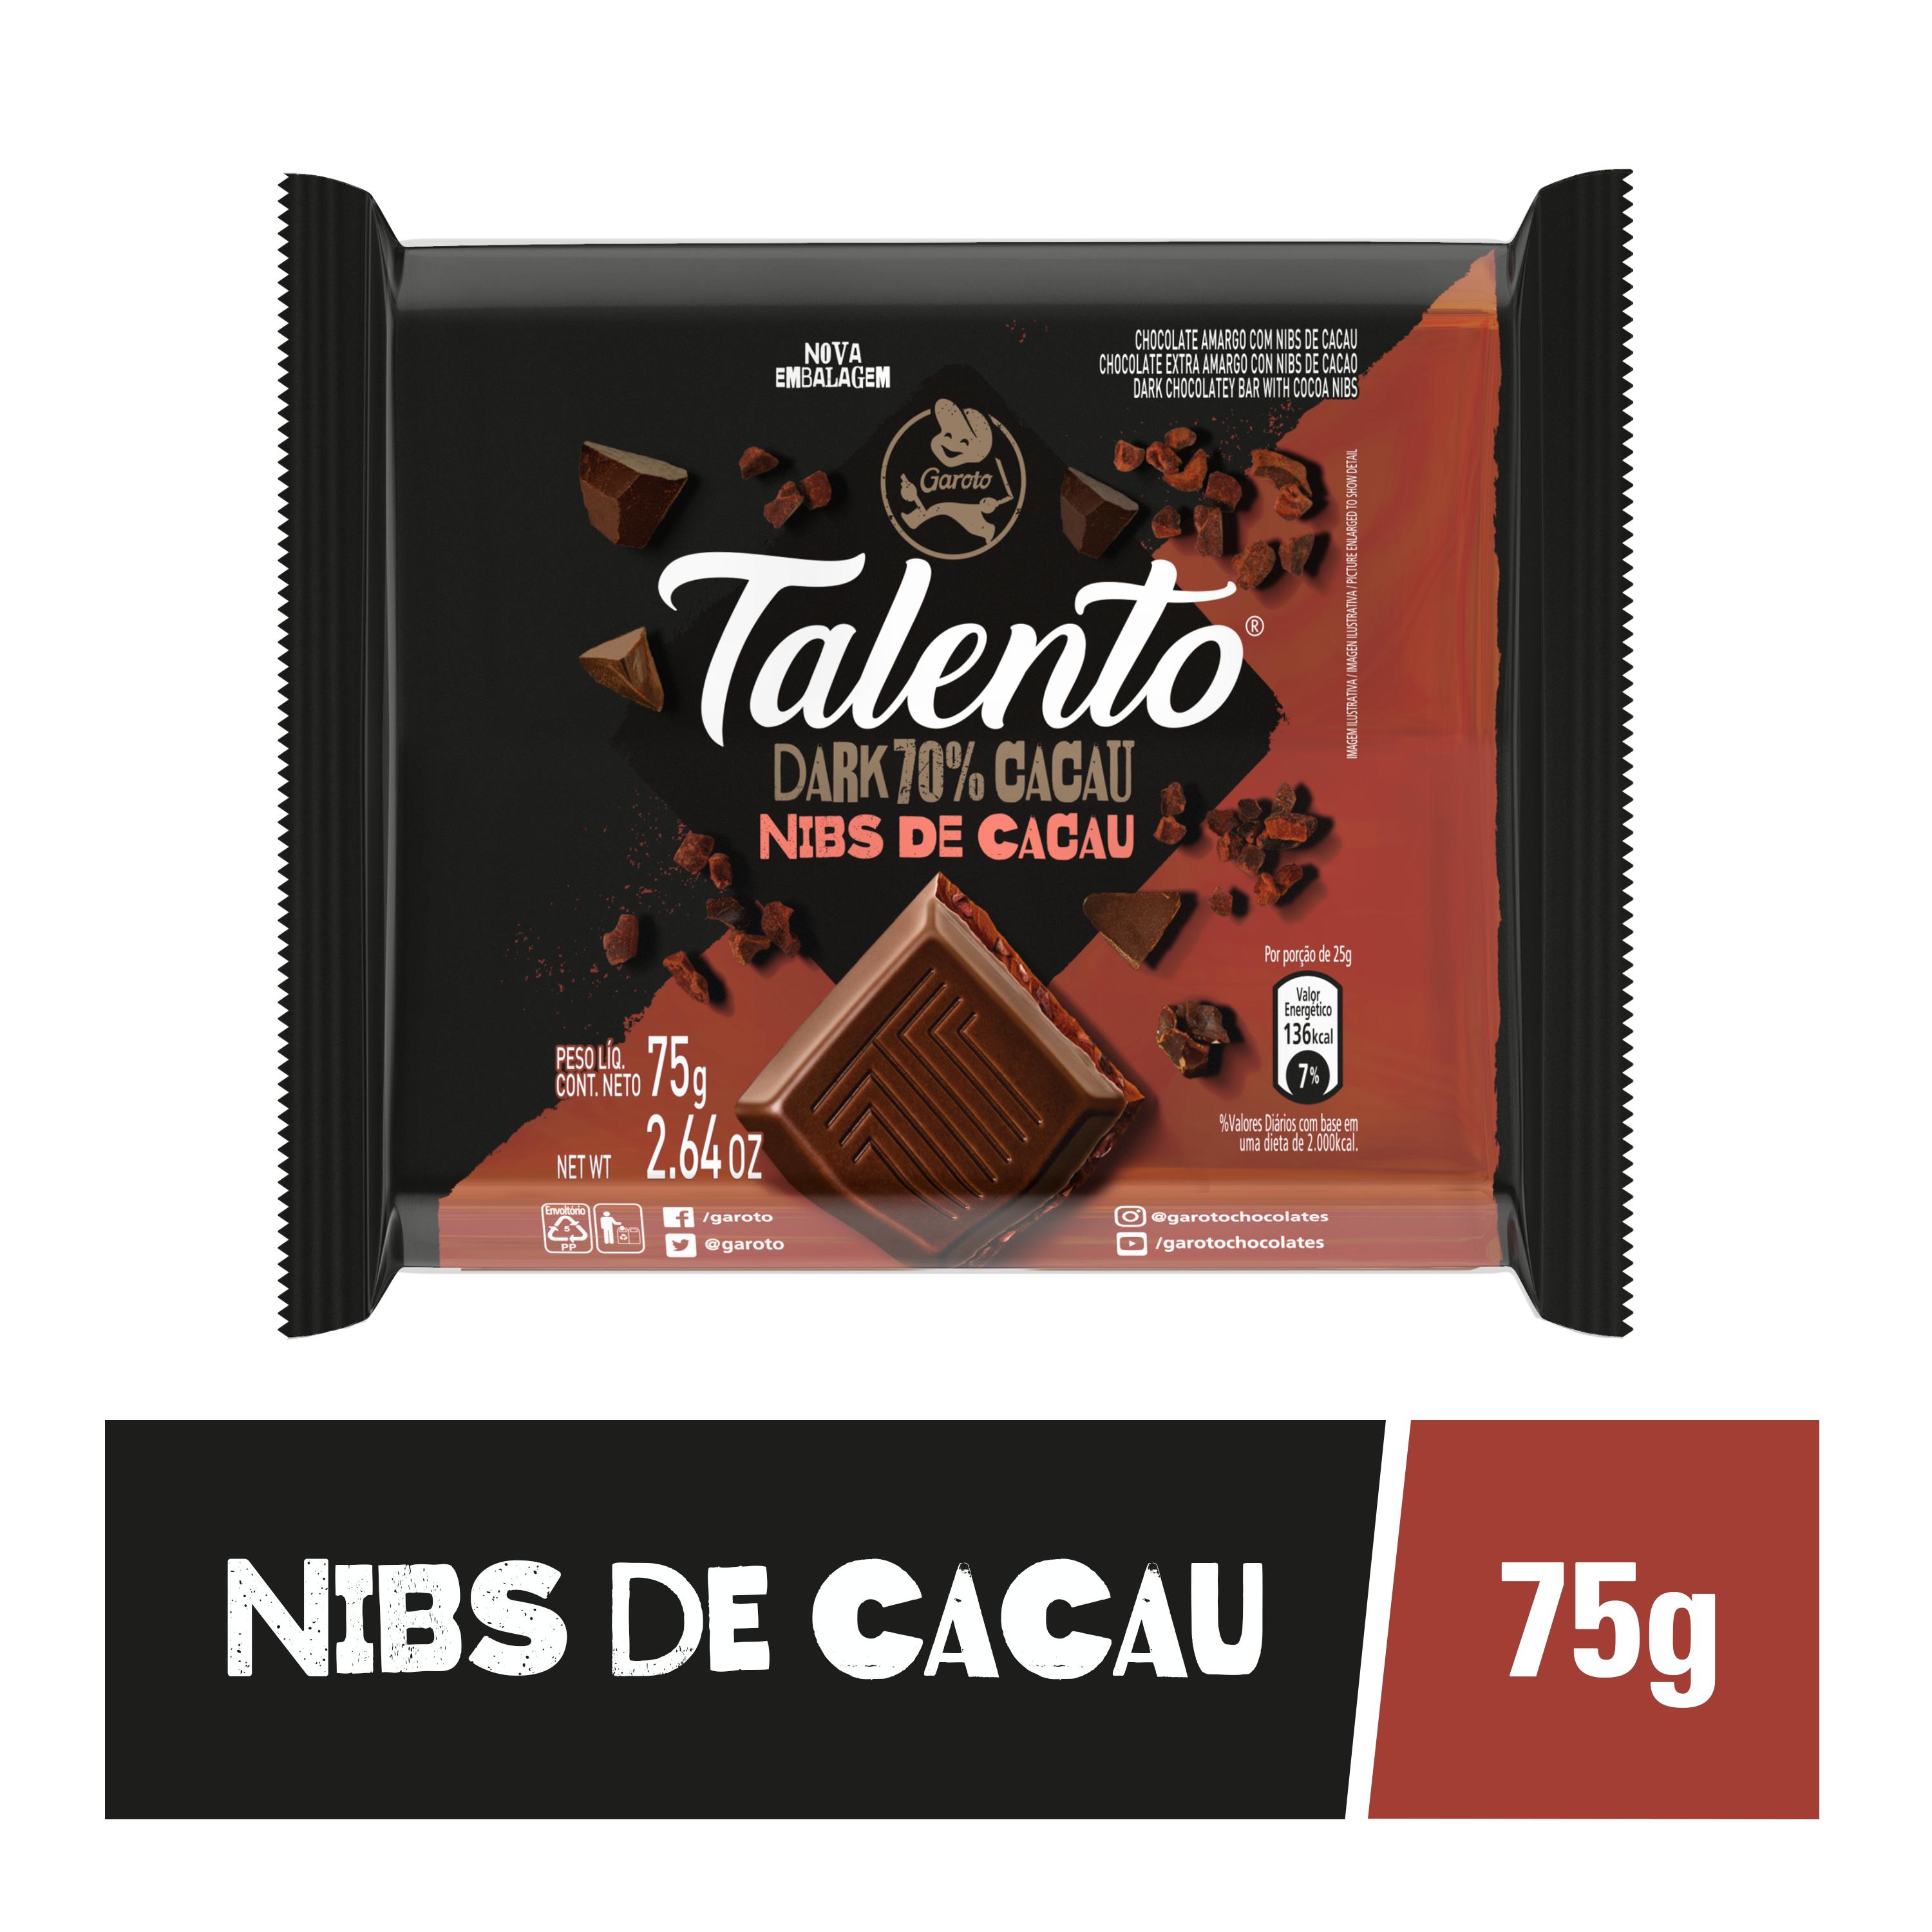 NOVA
EMBALAGEM
CHOCOLATE AMARGO COM NIBS DE CACAU
CHOCOLATE EXTRA AMARGO CON NIBS DE CACAO
DARK CHOCOLATEY BAR WITH COCOA NIBS
Garoto
Talento®
DARK 70% CACAU
NIBS DE CACAU
IMAGEM ILUSTRATIVA / IMAGEN ILUSTRATIVA / PICTURE ENLARGED TO SHOW DETAIL
Por porção de 25g
Valor
Energético
136kcal
7%
%Valores Diários com base em
uma dieta de 2.000kcal.
PESO LÍQ.
CONT. NETO 75g
NET WT 2.64 OZ
Envoltório
5
PP
/garoto
@garoto
@garotochocolates
/garotochocolates
NIBS DE CACAU
75g